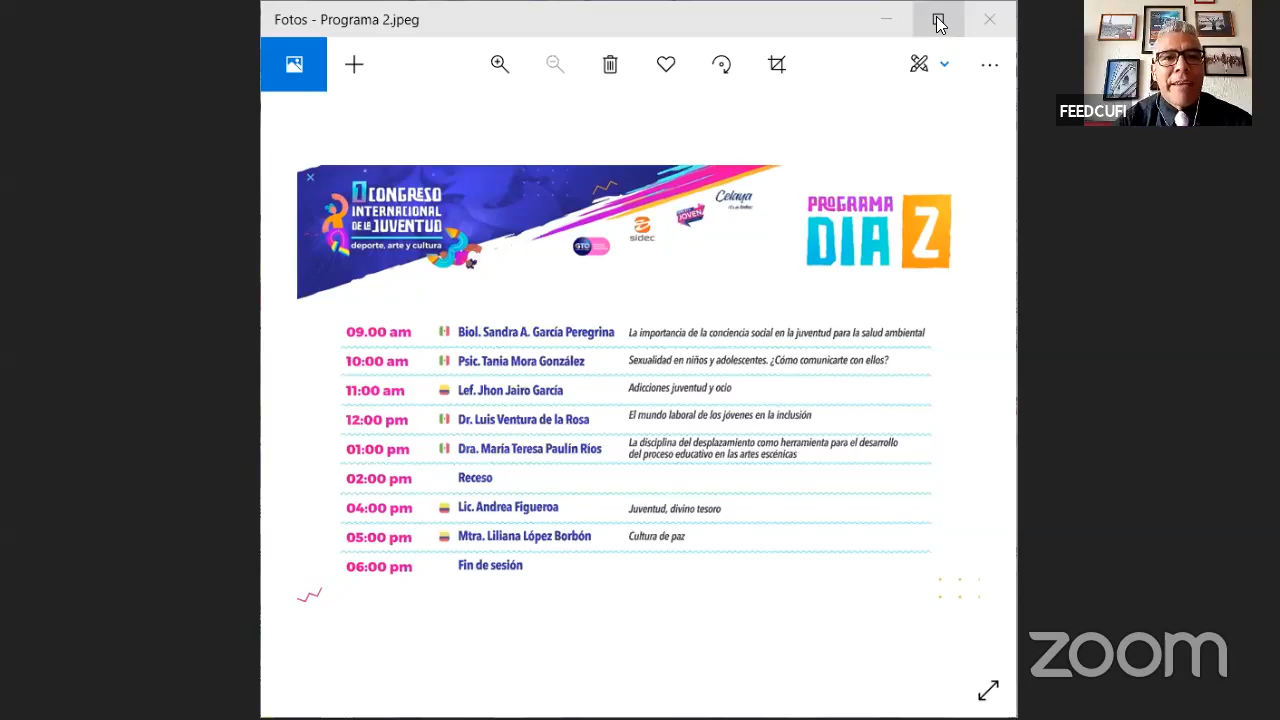 Fotos - Programa 2.jpeg
FEEDCUFI
1 CONGRESO
INTERNACIONAL
DE LA JUVENTUD
deporte, arte y cultura
GTO
sidec
JOVEN
Celaya
PROGRAMA
DIA 2
09.00 am Biol. Sandra A. García Peregrina La importancia de la conciencia social en la juventud para la salud ambiental
10:00 am Psic. Tania Mora González Sexualidad en niños y adolescentes. ¿Cómo comunicarte con ellos?
11:00 am Lef. Jhon Jairo García Adicciones juventud y ocio
12:00 pm Dr. Luis Ventura de la Rosa El mundo laboral de los jóvenes en la inclusión
01:00 pm Dra. María Teresa Paulín Ríos La disciplina del desplazamiento como herramienta para el desarrollo
del proceso educativo en las artes escénicas
02:00 pm Receso
04:00 pm Lic. Andrea Figueroa Juventud, divino tesoro
05:00 pm Mtra. Liliana López Borbón Cultura de paz
06:00 pm Fin de sesión
zoom